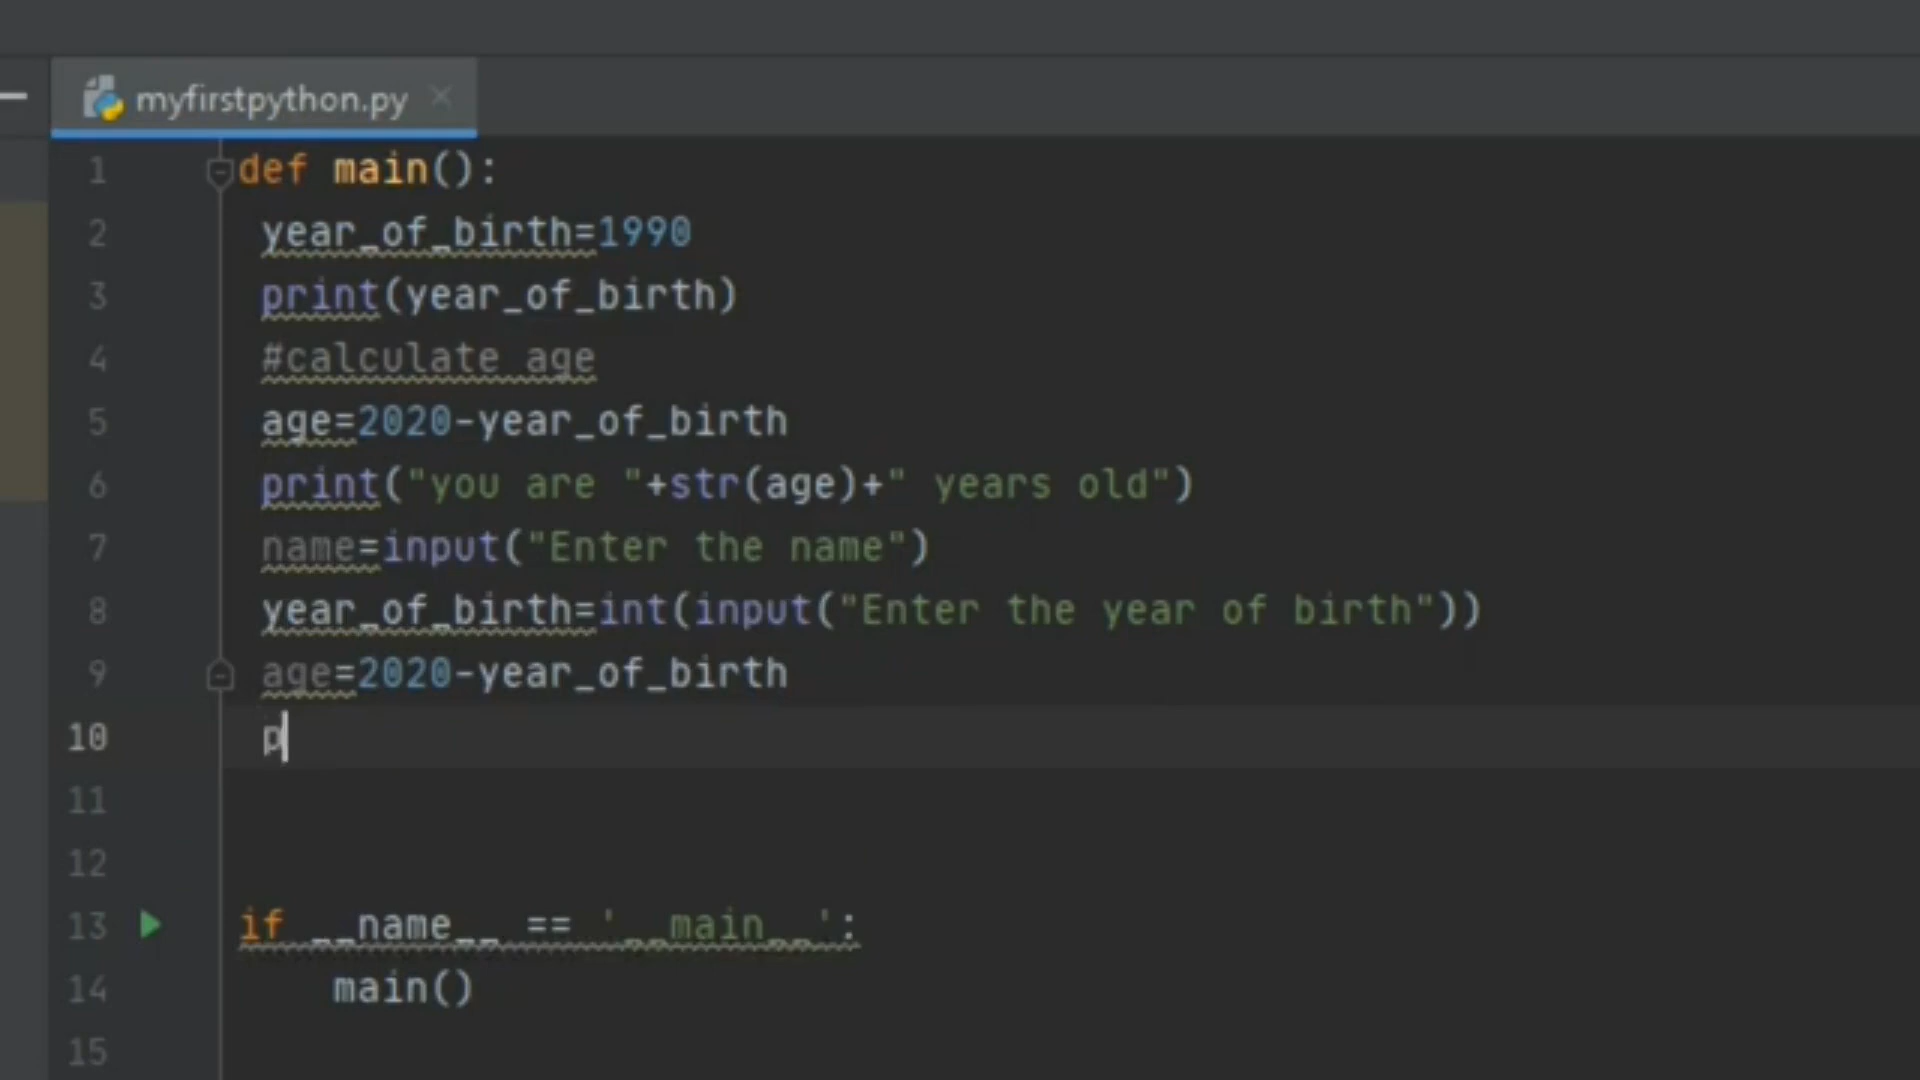 myfirstpython.py
1 def main():
2 year_of_birth=1990
3 print(year_of_birth)
4 #calculate age
5 age=2020-year_of_birth
6 print("you are "+str(age)+" years old")
7 name=input("Enter the name")
8 year_of_birth=int(input("Enter the year of birth"))
9 age=2020-year_of_birth
10 p
11
12
13 if __name__ == '__main__':
14 main()
15